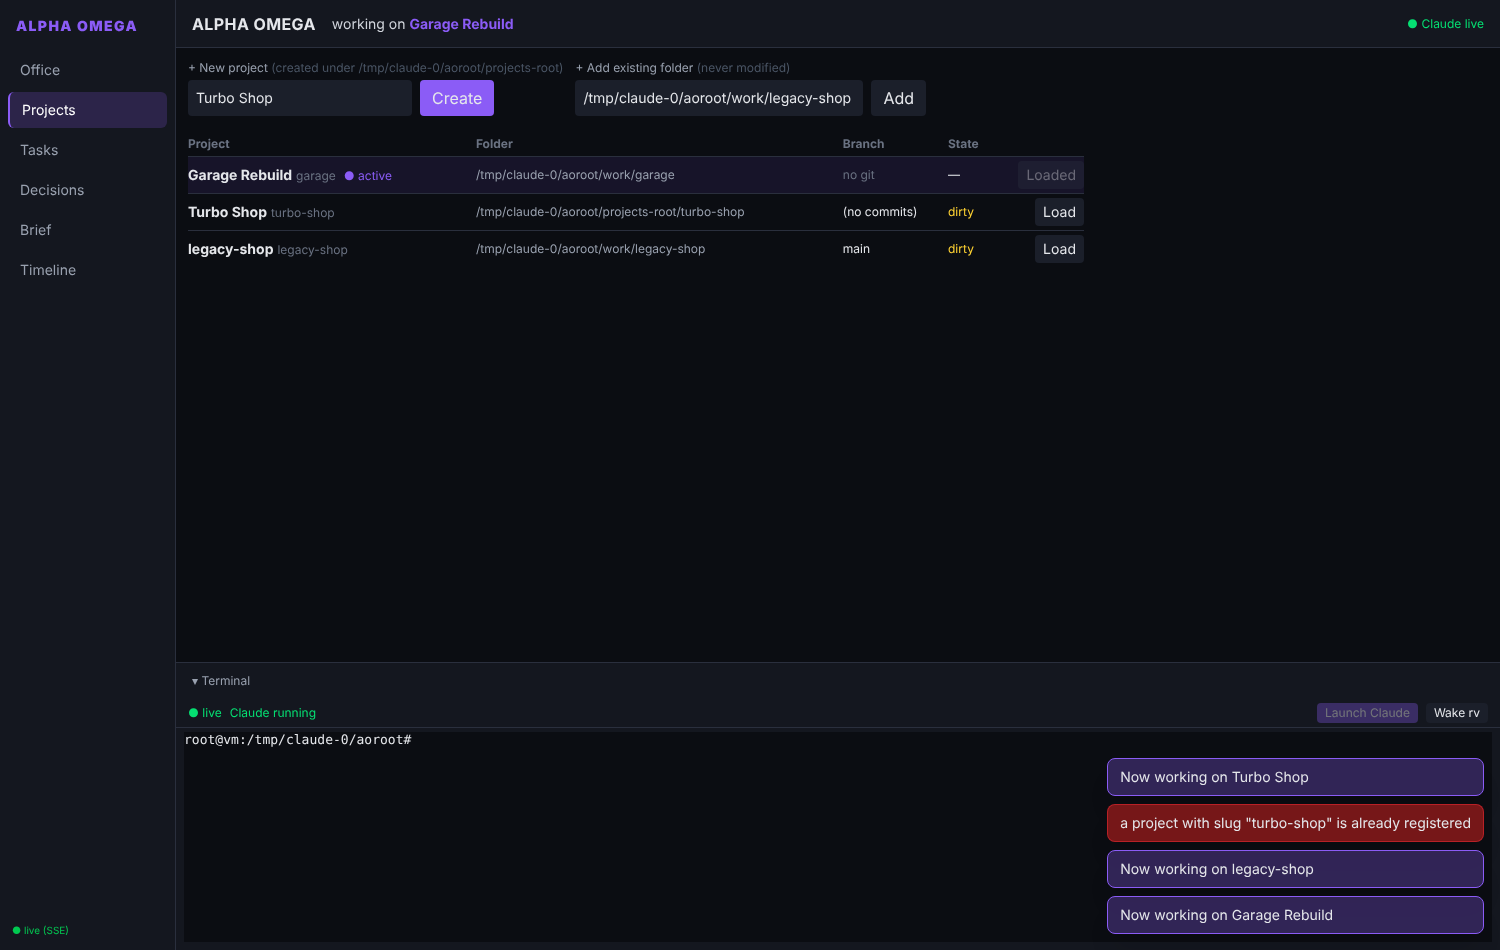 ALPHA OMEGA
Office
Projects
Tasks
Decisions
Brief
Timeline
live (SSE)
ALPHA OMEGA working on Garage Rebuild
Claude live
+ New project (created under /tmp/claude-0/aoroot/projects-root)
Turbo Shop
Create
+ Add existing folder (never modified)
/tmp/claude-0/aoroot/work/legacy-shop
Add
Project Folder Branch State
Garage Rebuild garage active /tmp/claude-0/aoroot/work/garage no git — Loaded
Turbo Shop turbo-shop /tmp/claude-0/aoroot/projects-root/turbo-shop (no commits) dirty Load
legacy-shop legacy-shop /tmp/claude-0/aoroot/work/legacy-shop main dirty Load
▾ Terminal
live Claude running
Launch Claude
Wake rv
root@vm:/tmp/claude-0/aoroot#
Now working on Turbo Shop
a project with slug "turbo-shop" is already registered
Now working on legacy-shop
Now working on Garage Rebuild